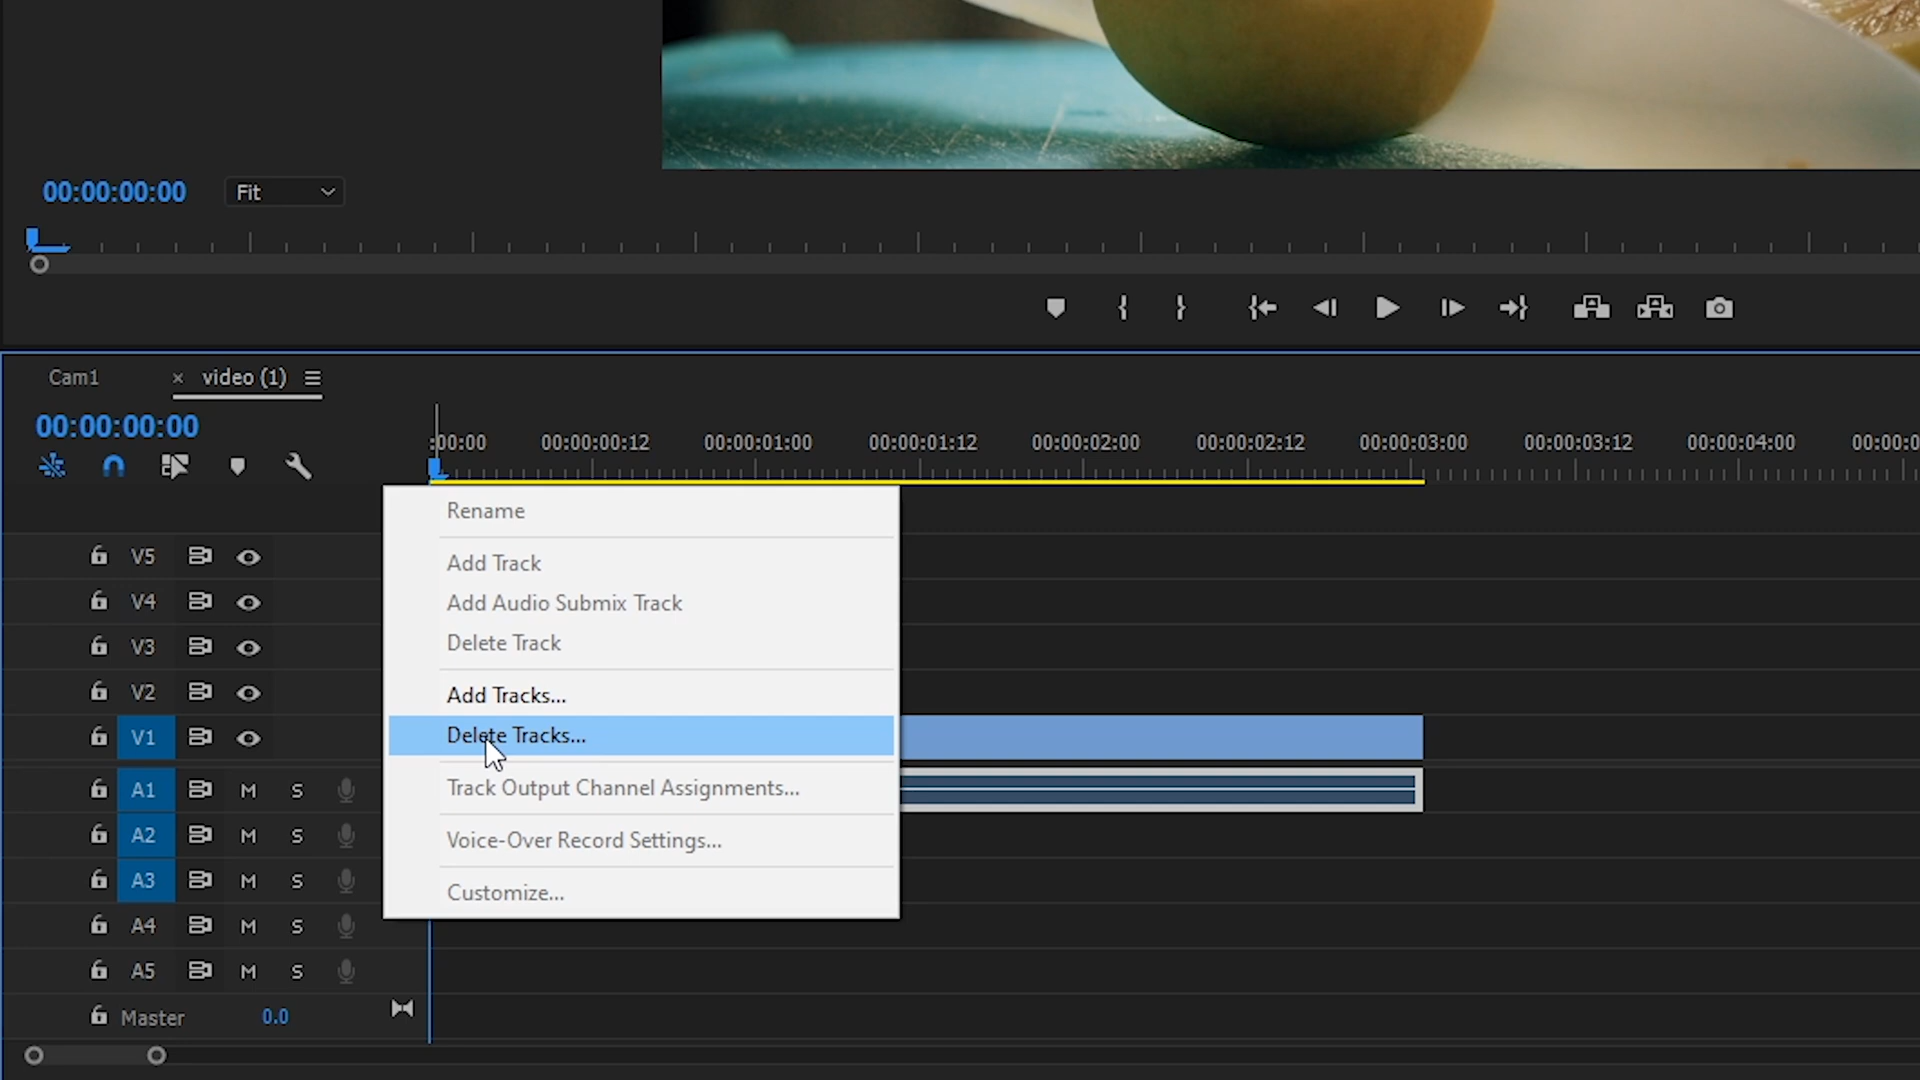 00:00:00:00 Fit
Cam1 × video (1)
00:00:00:00
:00:00 00:00:00:12 00:00:01:00 00:00:01:12 00:00:02:00 00:00:02:12 00:00:03:00 00:00:03:12 00:00:04:00 00:00:0
Rename
V5
Add Track
V4
Add Audio Submix Track
V3
Delete Track
V2
Add Tracks...
V1
Delete Tracks...
A1 M S
Track Output Channel Assignments...
A2 M S
Voice-Over Record Settings...
A3 M S
Customize...
A4 M S
A5 M S
Master 0.0